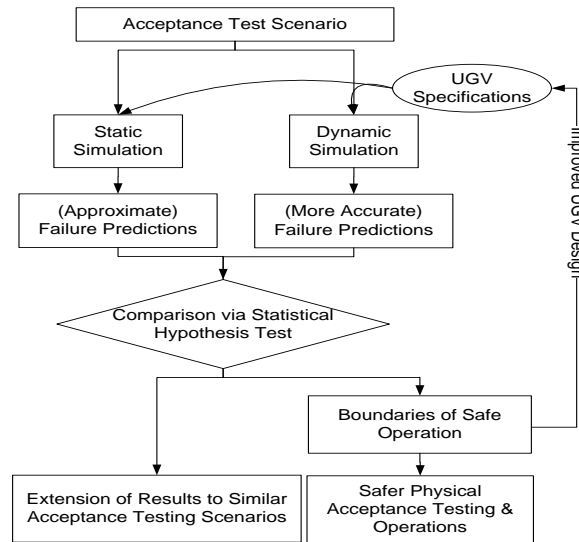 Acceptance Test Scenario
UGV
Specifications
Static
Simulation
Dynamic
Simulation
(Approximate)
Failure Predictions
(More Accurate)
Failure Predictions
Improved UGV Design
Comparison via Statistical
Hypothesis Test
Boundaries of Safe
Operation
Extension of Results to Similar
Acceptance Testing Scenarios
Safer Physical
Acceptance Testing &
Operations